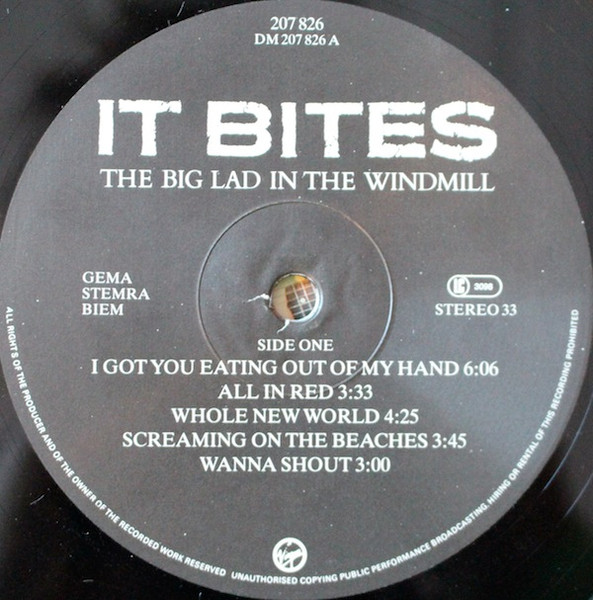 207 826
DM 207 826 A
IT BITES
THE BIG LAD IN THE WINDMILL
GEMA
STEMRA
BIEM
LC 3098
STEREO 33
SIDE ONE
I GOT YOU EATING OUT OF MY HAND 6:06
ALL IN RED 3:33
WHOLE NEW WORLD 4:25
SCREAMING ON THE BEACHES 3:45
WANNA SHOUT 3:00
ALL RIGHTS OF THE PRODUCER AND OF THE OWNER OF THE RECORDED WORK RESERVED UNAUTHORISED COPYING PUBLIC PERFORMANCE BROADCASTING, HIRING OR RENTAL OF THIS RECORDING PROHIBITED
Virgin